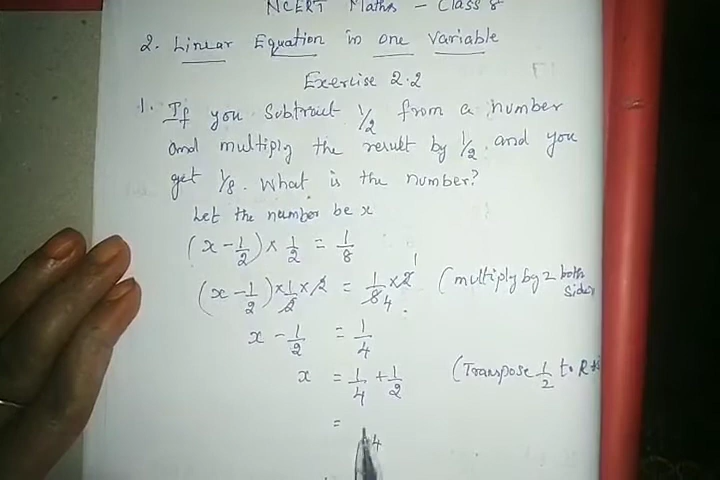 NCERT Maths - Class 8
2. Linear Equation in one Variable
Exercise 2.2
1. If you Subtract 1/2 from a number
and multiply the result by 1/2 and you
get 1/8. What is the number?
Let the number be x
(x - 1/2) × 1/2 = 1/8
(x - 1/2) × 1/2 × 2 = 1/8 4 × 2 1 (multiply by 2 both sides
x - 1/2 = 1/4
x = 1/4 + 1/2 (Transpose 1/2 to
= 4